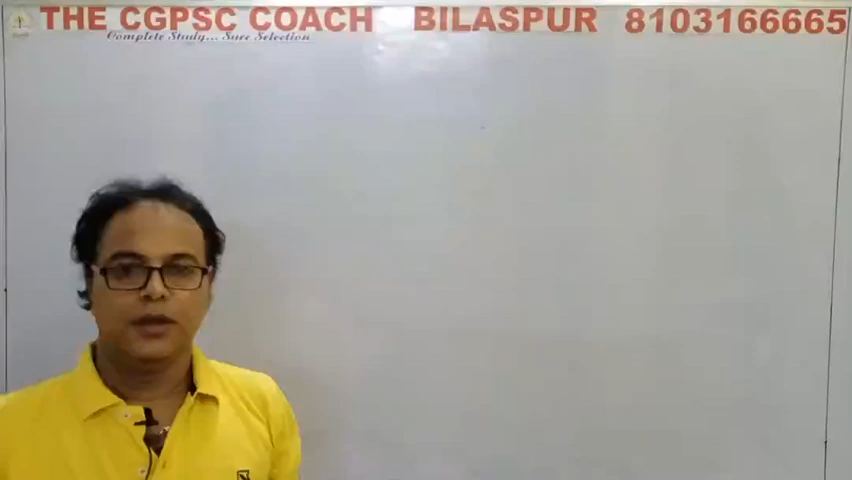 THE CGPSC COACH BILASPUR 8103166665
Complete Study.... Sure Selection